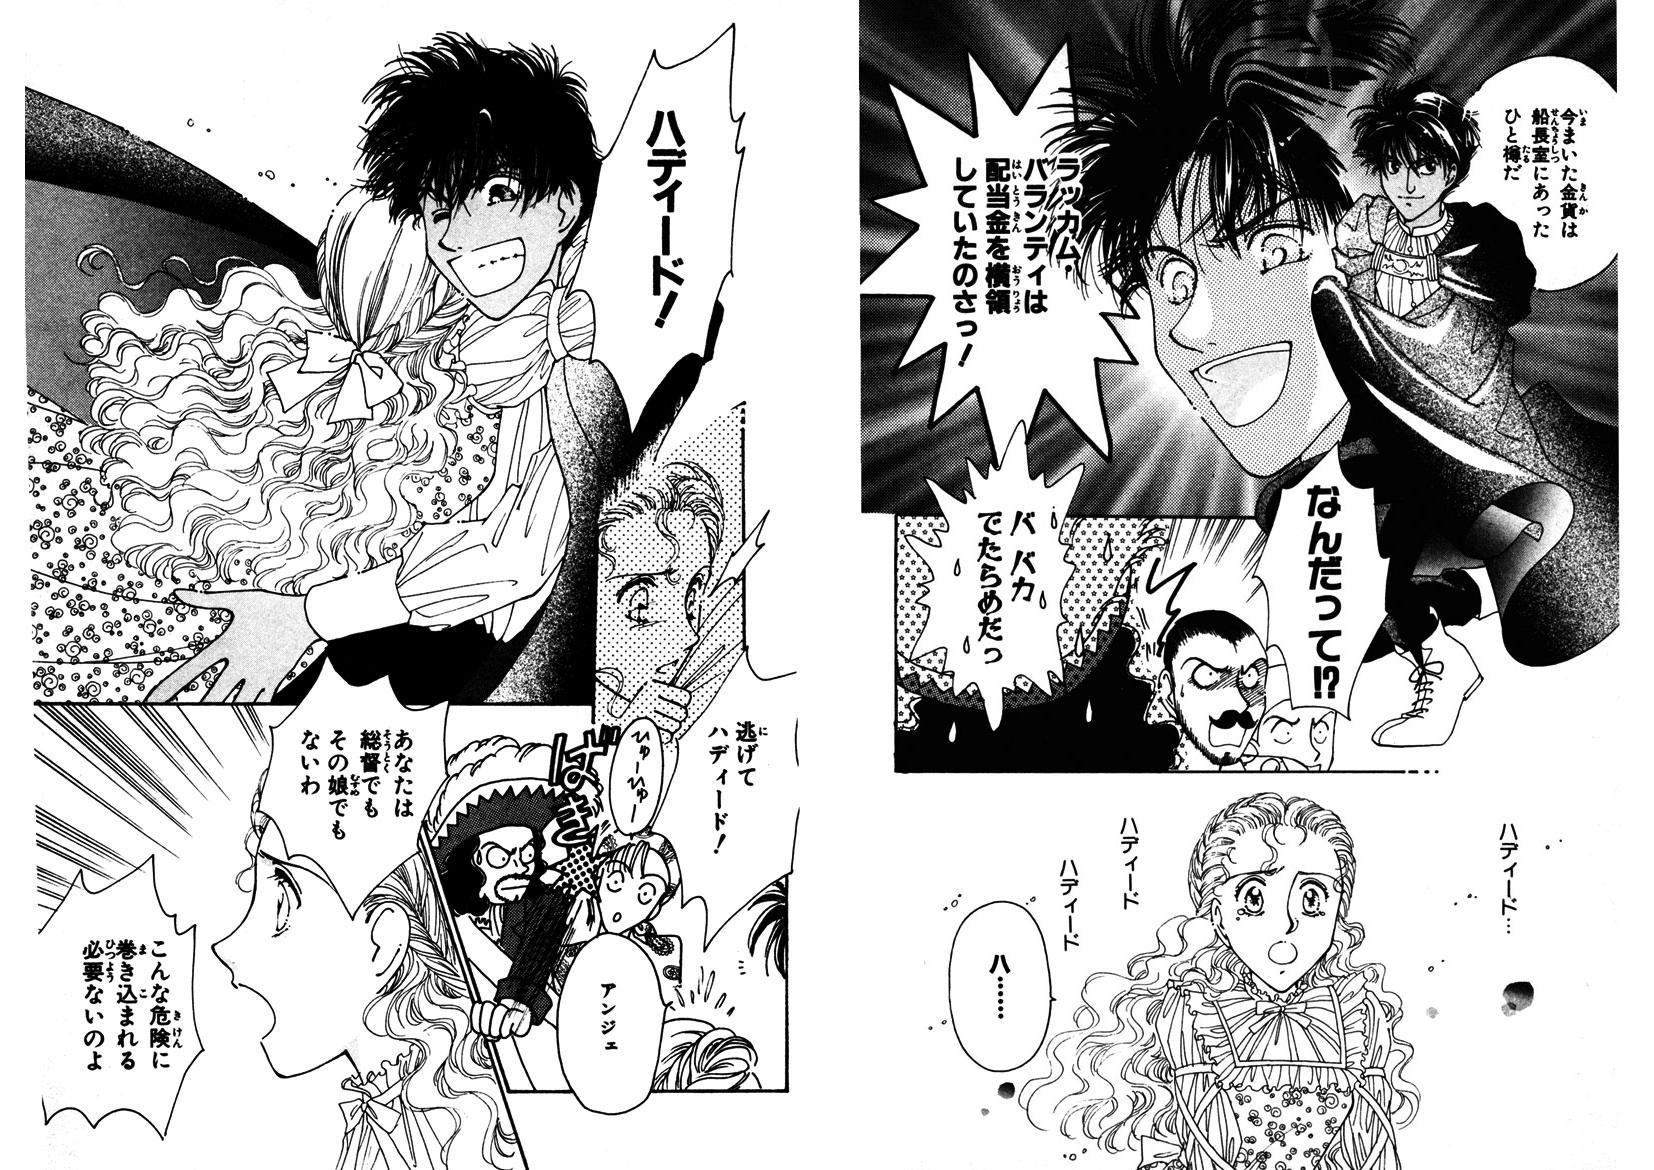 今まいた金貨は
船長室にあった
ひと樽だ
ラッカム、
バランティは
配当金を横領
していたのさっ!
なんだって!?
バ バカ
でたらめだっ
ハディード…
ハディード
ハディード
ハ……
ハディード!
逃げて
ハディード!
ひゅーひゅー
ばき
アンジェ
あなたは
総督でも
その娘でも
ないわ
こんな危険に
巻き込まれる
必要ないのよ